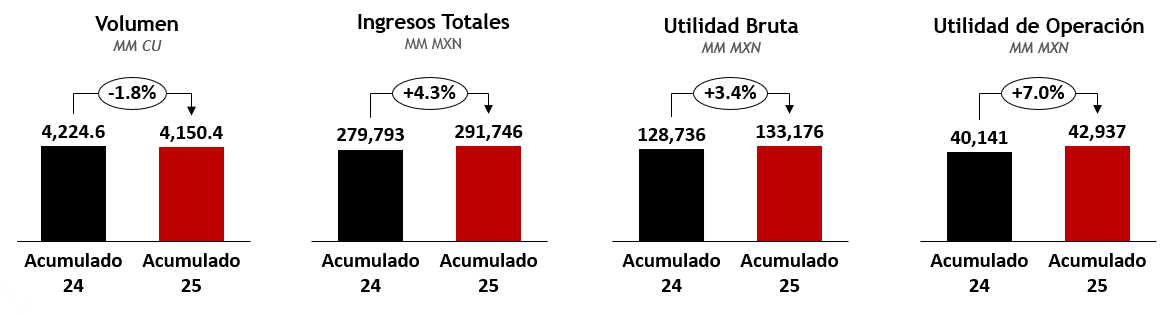 Volumen
MM CU
-1.8%
4,224.6
4,150.4
Acumulado
24
Acumulado
25
Ingresos Totales
MM MXN
+4.3%
279,793
291,746
Acumulado
24
Acumulado
25
Utilidad Bruta
MM MXN
+3.4%
128,736
133,176
Acumulado
24
Acumulado
25
Utilidad de Operación
MM MXN
+7.0%
40,141
42,937
Acumulado
24
Acumulado
25